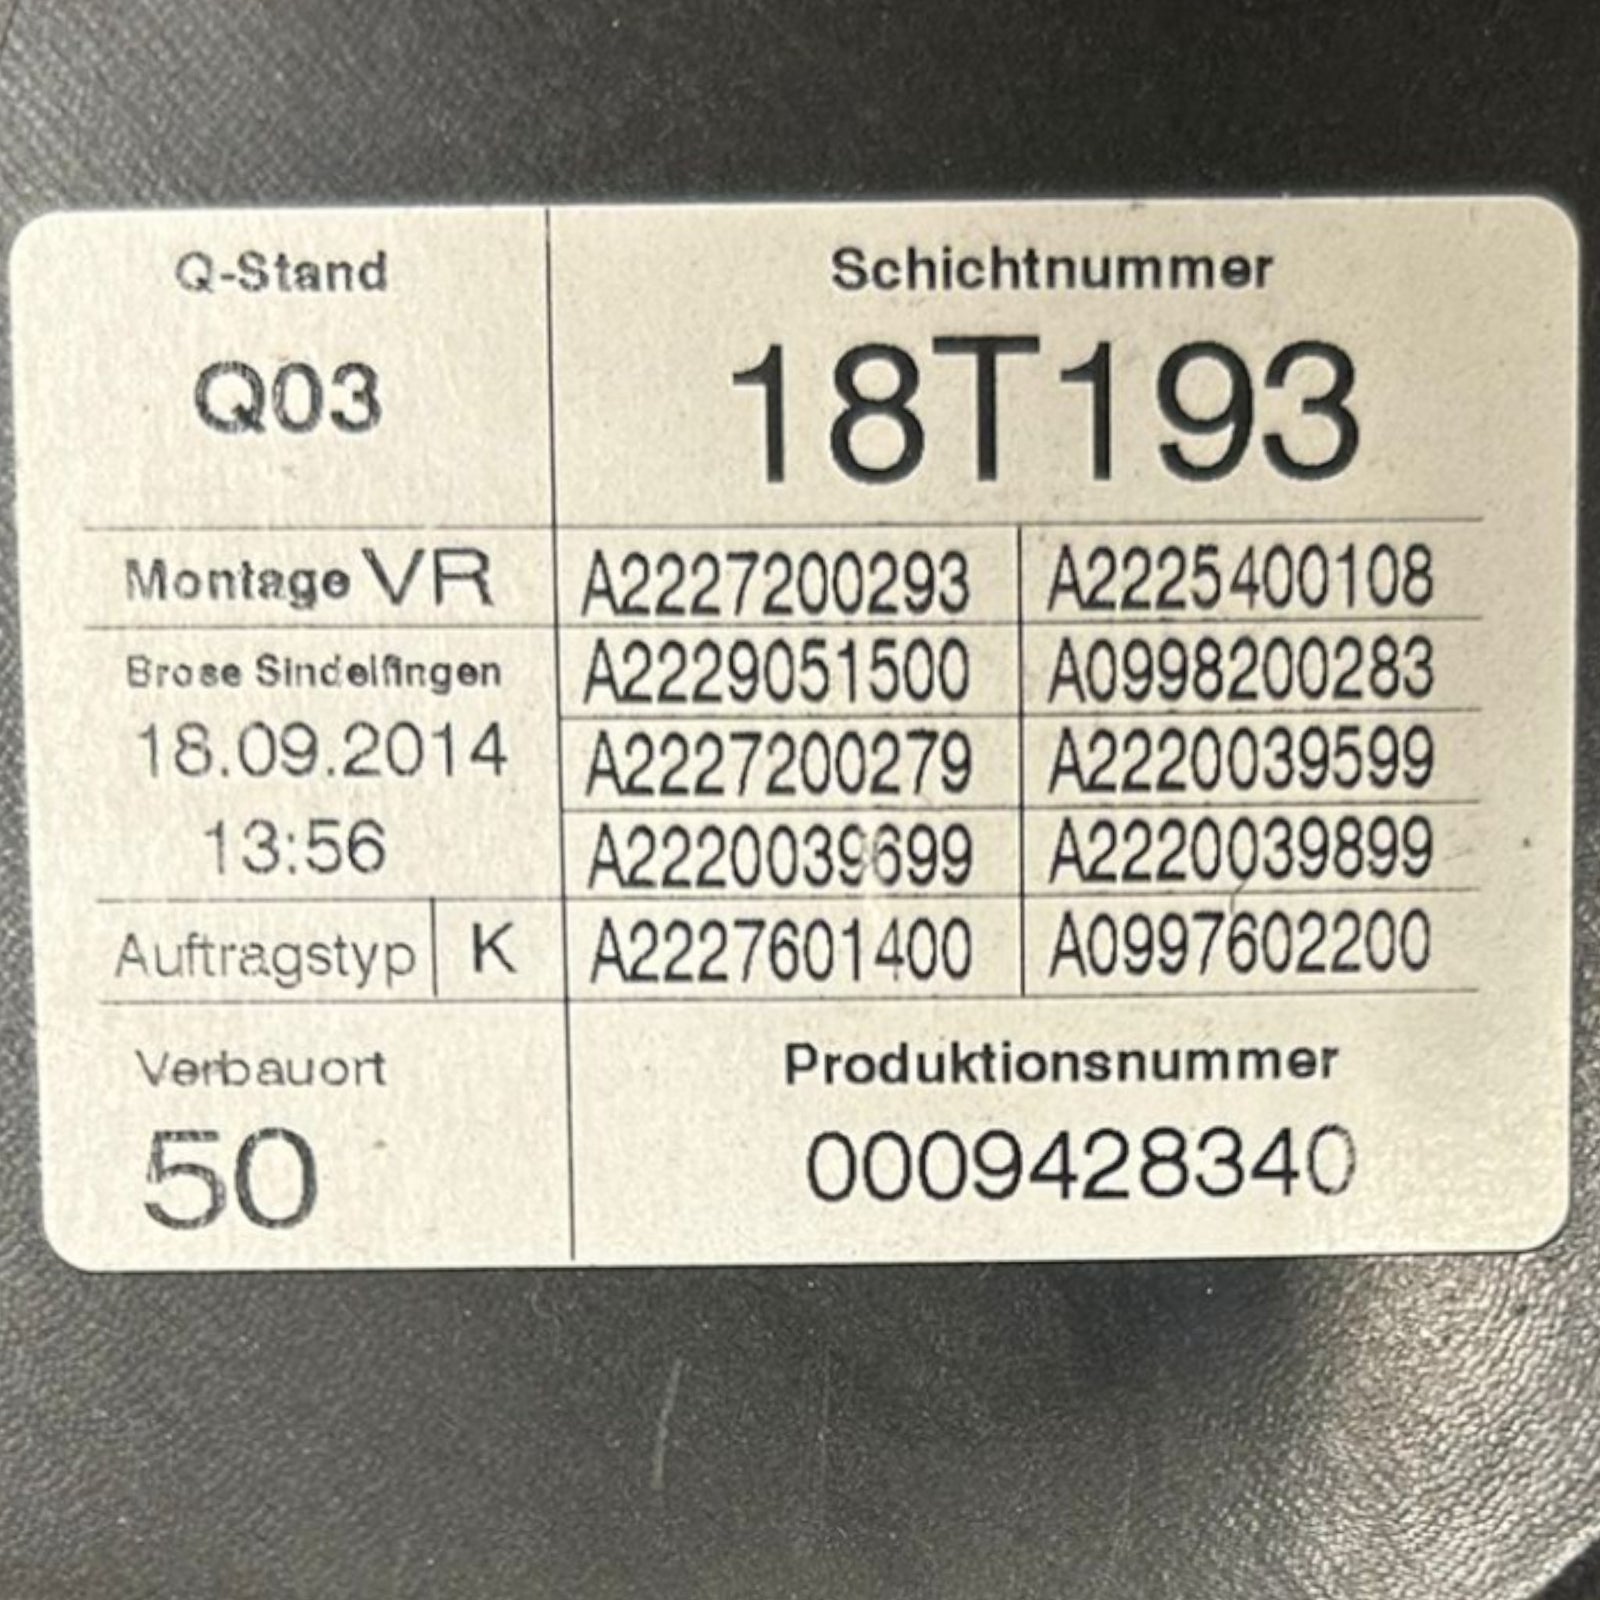 Q-Stand
Q03
Schichtnummer
18T193
Montage VR
Brose Sindelfingen
18.09.2014
13:56
Auftragstyp K
A2227200293 A2225400108
A2229051500 A0998200283
A2227200279 A2220039599
A2220039699 A2220039899
A2227601400 A0997602200
Verbauort
50
Produktionsnummer
0009428340